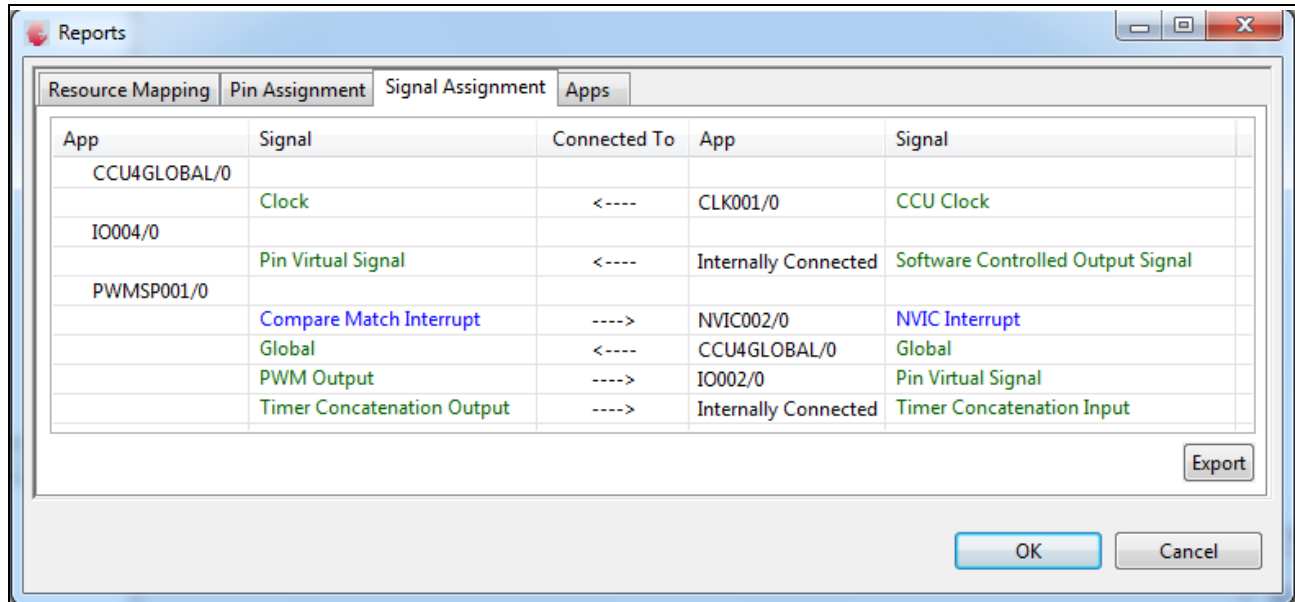 Reports
Resource Mapping Pin Assignment Signal Assignment Apps
App Signal Connected To App Signal
CCU4GLOBAL/0
Clock <---- CLK001/0 CCU Clock
IO004/0
Pin Virtual Signal <---- Internally Connected Software Controlled Output Signal
PWMSP001/0
Compare Match Interrupt ----> NVIC002/0 NVIC Interrupt
Global <---- CCU4GLOBAL/0 Global
PWM Output ----> IO002/0 Pin Virtual Signal
Timer Concatenation Output ----> Internally Connected Timer Concatenation Input
Export
OK Cancel